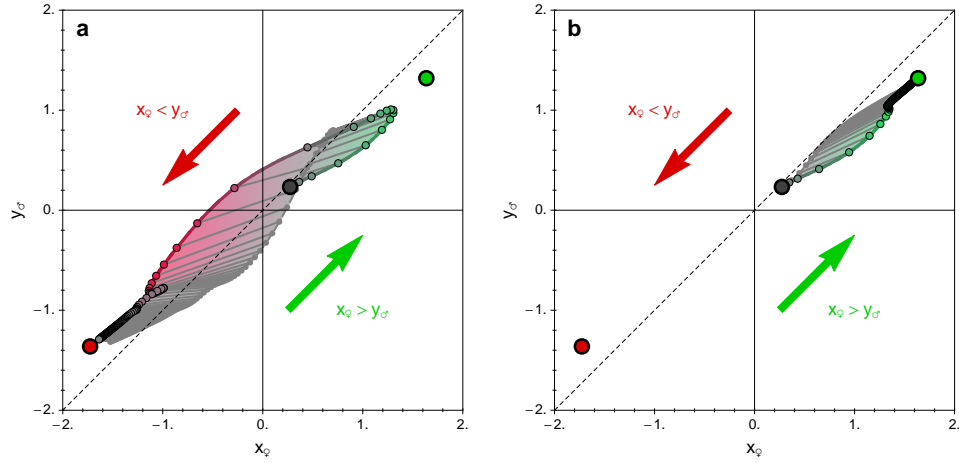 a
2.
1.
0.
−1.
−2.
−2.
−1.
0.
1.
2.
y♂
x♀
x♀ < y♂
x♀ > y♂
b
2.
1.
0.
−1.
−2.
−2.
−1.
0.
1.
2.
y♂
x♀
x♀ < y♂
x♀ > y♂